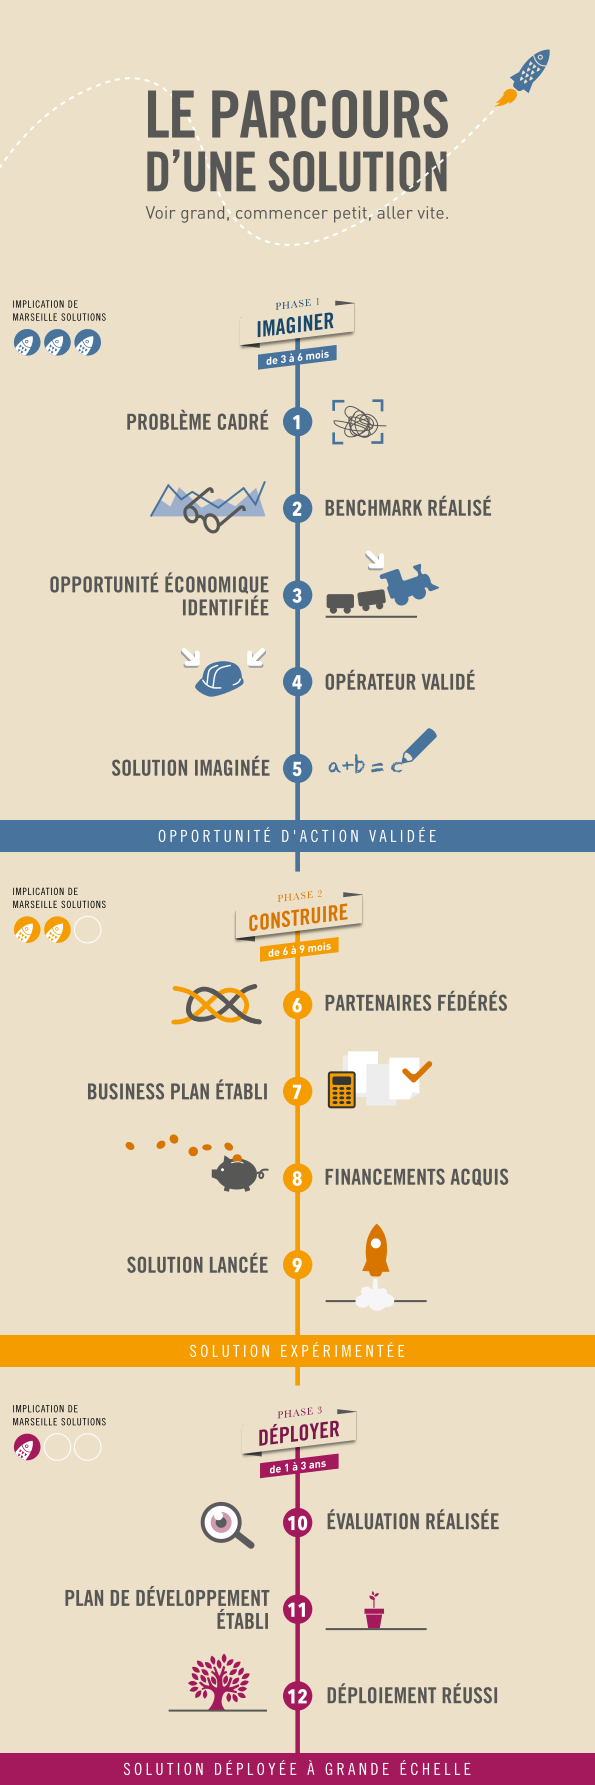 LE PARCOURS
D'UNE SOLUTION
Voir grand, commencer petit, aller vite.
IMPLICATION DE
MARSEILLE SOLUTIONS
PHASE 1
IMAGINER
de 3 à 6 mois
PROBLÈME CADRÉ
1
2
BENCHMARK RÉALISÉ
OPPORTUNITÉ ÉCONOMIQUE
IDENTIFIÉE
3
4
OPÉRATEUR VALIDÉ
SOLUTION IMAGINÉE
5
a+b = c
OPPORTUNITÉ D'ACTION VALIDÉE
IMPLICATION DE
MARSEILLE SOLUTIONS
PHASE 2
CONSTRUIRE
de 6 à 9 mois
6
PARTENAIRES FÉDÉRÉS
BUSINESS PLAN ÉTABLI
7
8
FINANCEMENTS ACQUIS
SOLUTION LANCÉE
9
SOLUTION EXPÉRIMENTÉE
IMPLICATION DE
MARSEILLE SOLUTIONS
PHASE 3
DÉPLOYER
de 1 à 3 ans
10
ÉVALUATION RÉALISÉE
PLAN DE DÉVELOPPEMENT
ÉTABLI
11
12
DÉPLOIEMENT RÉUSSI
SOLUTION DÉPLOYÉE À GRANDE ÉCHELLE